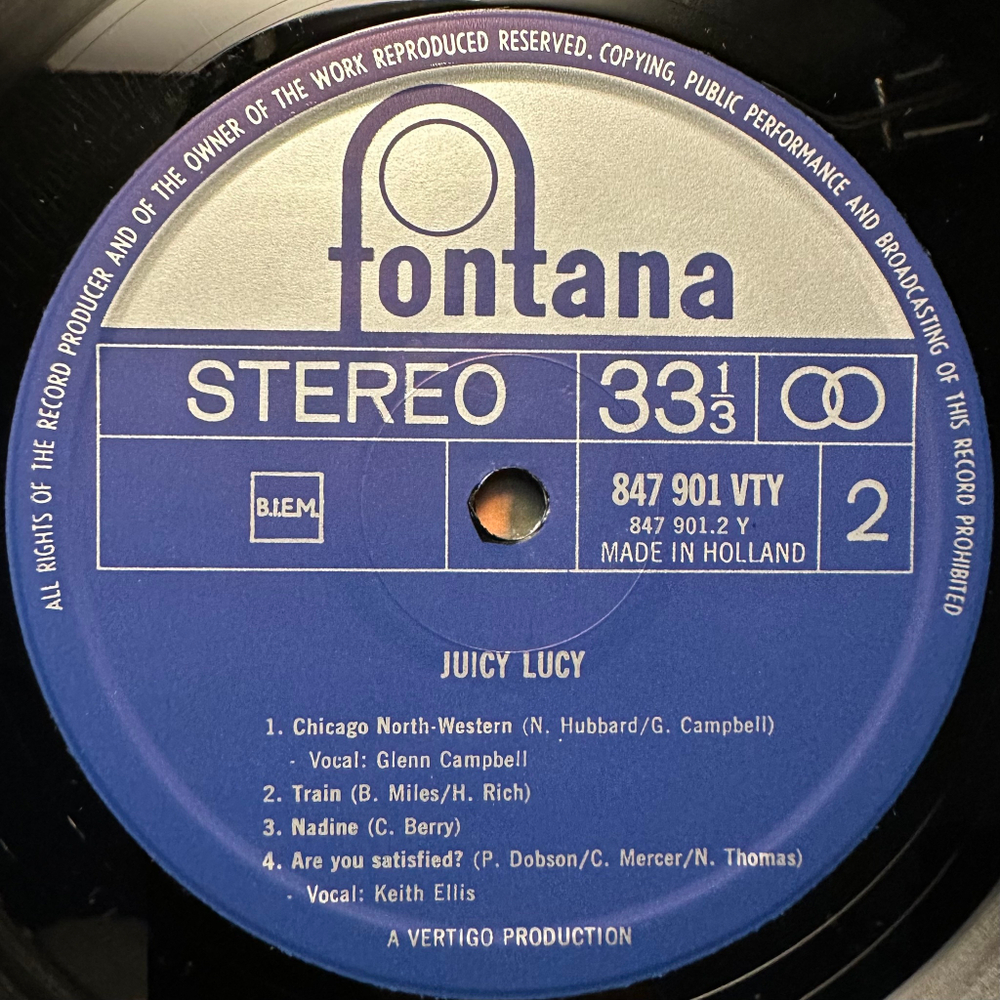 ALL RIGHTS OF THE RECORD PRODUCER AND OF THE OWNER OF THE WORK REPRODUCED RESERVED. COPYING, PUBLIC PERFORMANCE AND BROADCASTING OF THIS RECORD PROHIBITED
fontana
STEREO 33 1/3
B.I.E.M. 847 901 VTY 2
847 901.2 Y
MADE IN HOLLAND
JUICY LUCY
1. Chicago North-Western (N. Hubbard/G. Campbell)
- Vocal: Glenn Campbell
2. Train (B. Miles/H. Rich)
3. Nadine (C. Berry)
4. Are you satisfied? (P. Dobson/C. Mercer/N. Thomas)
- Vocal: Keith Ellis
A VERTIGO PRODUCTION